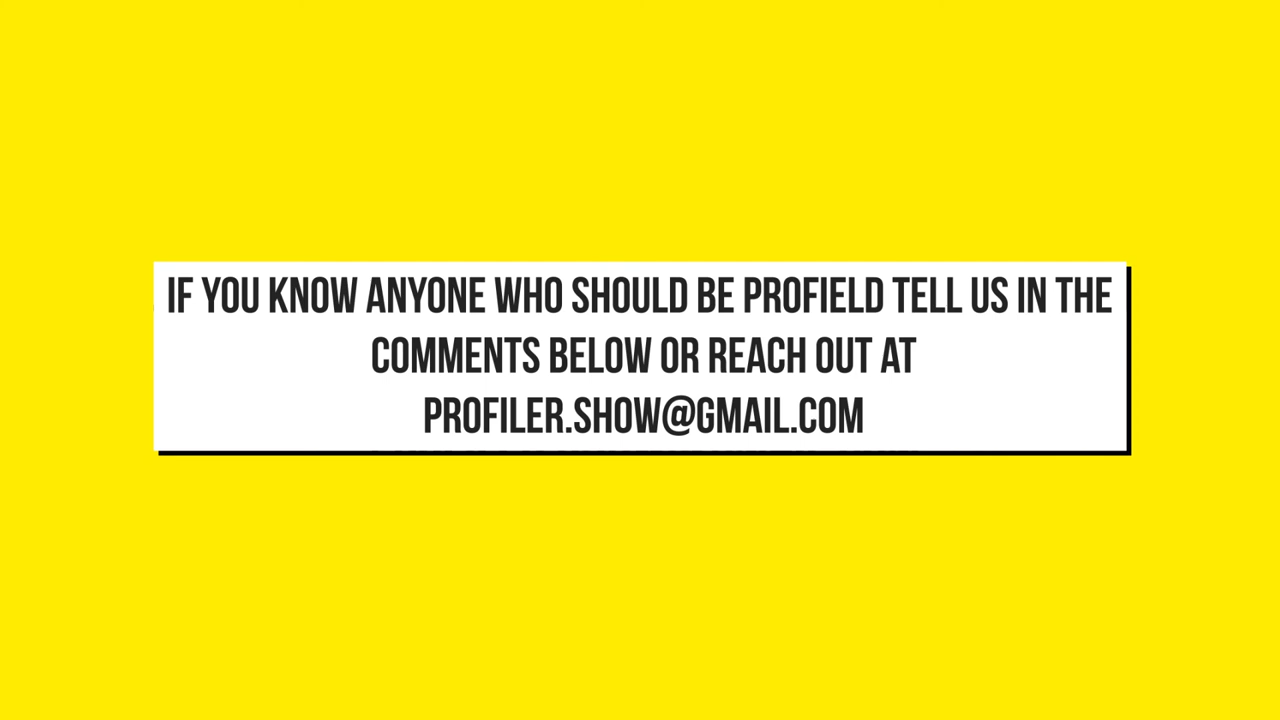 IF YOU KNOW ANYONE WHO SHOULD BE PROFIELD TELL US IN THE
COMMENTS BELOW OR REACH OUT AT
PROFILER.SHOW@GMAIL.COM